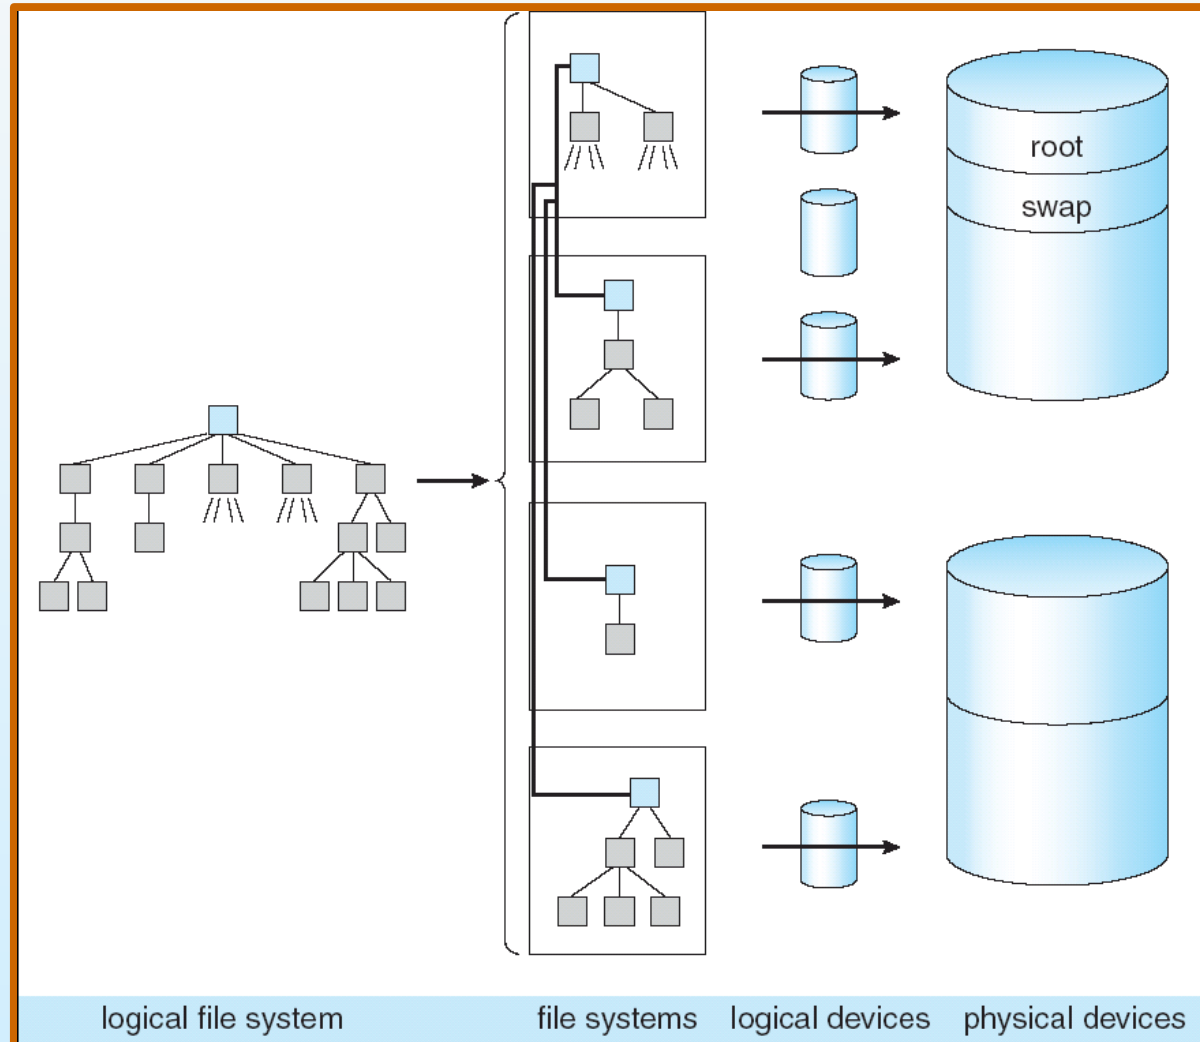 root
swap
logical file system
file systems
logical devices
physical devices